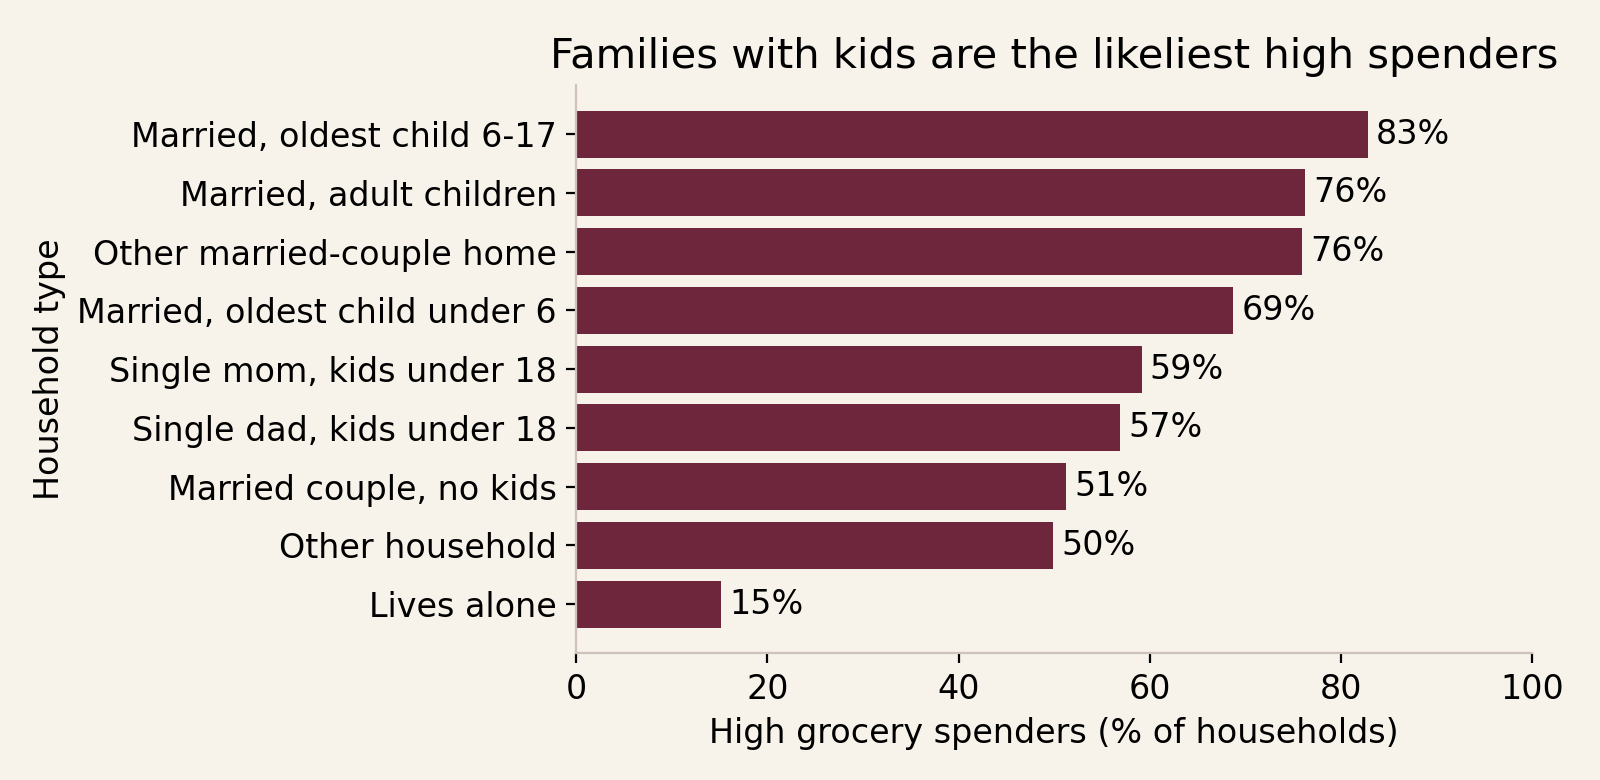 Families with kids are the likeliest high spenders
Household type
Married, oldest child 6-17
83%
Married, adult children
76%
Other married-couple home
76%
Married, oldest child under 6
69%
Single mom, kids under 18
59%
Single dad, kids under 18
57%
Married couple, no kids
51%
Other household
50%
Lives alone
15%
0 20 40 60 80 100
High grocery spenders (% of households)